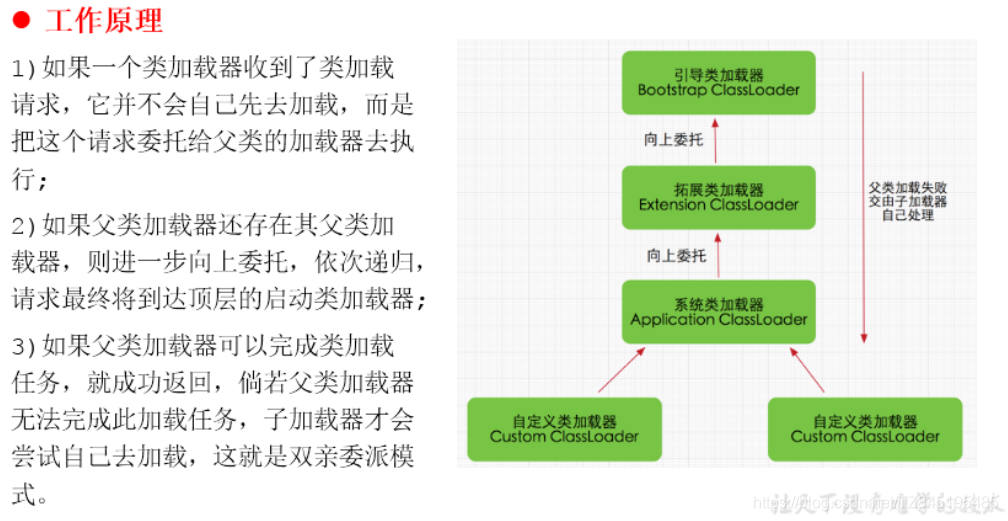 ● 工作原理
1)如果一个类加载器收到了类加载
请求，它并不会自己先去加载，而是
把这个请求委托给父类的加载器去执
行;
2)如果父类加载器还存在其父类加
载器，则进一步向上委托，依次递归，
请求最终将到达顶层的启动类加载器;
3)如果父类加载器可以完成类加载
任务，就成功返回，倘若父类加载器
无法完成此加载任务，子加载器才会
尝试自己去加载，这就是双亲委派模
式。
引导类加载器
Bootstrap ClassLoader
向上委托
拓展类加载器
Extension ClassLoader
父类加载失败
交由子加载器
自己处理
向上委托
系统类加载器
Application ClassLoader
自定义类加载器
Custom ClassLoader
自定义类加载器
Custom ClassLoader
让天下没有难学的技术